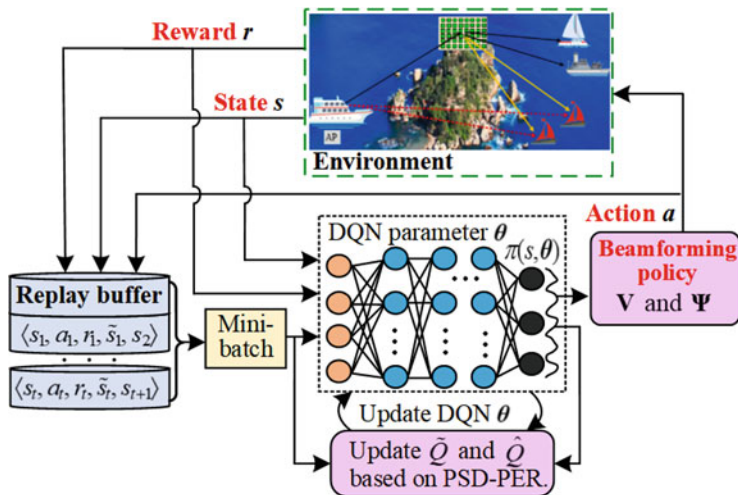 Reward r
State s
AP
Environment
Action a
DQN parameter θ
π(s,θ)
Beamforming
policy
V and Ψ
Replay buffer
⟨s₁, a₁, r₁, s̃₁, s₂⟩
⟨sₜ, aₜ, rₜ, s̃ₜ, sₜ₊₁⟩
Mini-
batch
Update DQN θ
Update Q̃ and Q̂
based on PSD-PER.